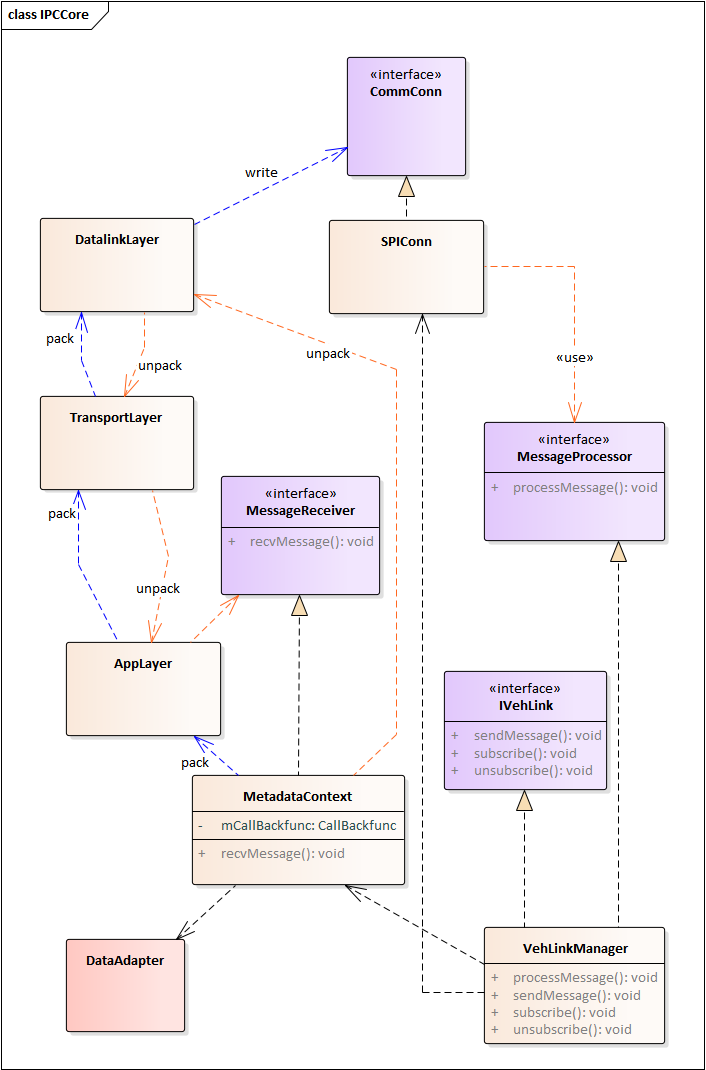 class IPCCore
«interface»
CommConn
write
DatalinkLayer
SPIConn
pack
unpack
unpack
«use»
TransportLayer
«interface»
MessageProcessor
+ processMessage(): void
«interface»
MessageReceiver
+ recvMessage(): void
pack
unpack
AppLayer
«interface»
IVehLink
+ sendMessage(): void
+ subscribe(): void
+ unsubscribe(): void
pack
MetadataContext
- mCallBackfunc: CallBackfunc
+ recvMessage(): void
DataAdapter
VehLinkManager
+ processMessage(): void
+ sendMessage(): void
+ subscribe(): void
+ unsubscribe(): void